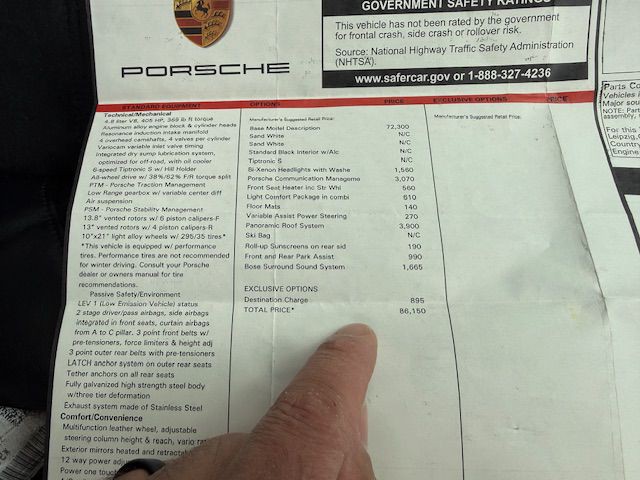 GOVERNMENT SAFETY RATINGS
This vehicle has not been rated by the government
for frontal crash, side crash or rollover risk.
Source: National Highway Traffic Safety Administration
(NHTSA).
www.safercar.gov or 1-888-327-4236
PORSCHE
STANDARD EQUIPMENT
Technical/Mechanical
4.8 liter V8, 405 HP, 369 lb ft torque
Aluminum alloy engine block & cylinder heads
Resonance induction intake manifold
4 overhead camshafts, 4 valves per cylinder
Variocam variable inlet valve timing
Integrated dry sump lubrication system,
optimized for off-road, with oil cooler
6-speed Tiptronic S w/ Hill Holder
All-wheel drive w/ 38%/62% F/R torque split
PTM - Porsche Traction Management
Low Range gearbox w/ variable center diff
Air suspension
PSM - Porsche Stability Management
13.8" vented rotors w/ 6 piston calipers-F
13" vented rotors w/ 4 piston calipers-R
10"x21" light alloy wheels w/ 295/35 tires*
*This vehicle is equipped w/ performance
tires. Performance tires are not recommended
for winter driving. Consult your Porsche
dealer or owners manual for tire
recommendations.
Passive Safety/Environment
LEV 1 (Low Emission Vehicle) status
2 stage driver/pass airbags, side airbags
integrated in front seats, curtain airbags
from A to C pillar. 3 point front belts w/
pre-tensioners, force limiters & height adj
3 point outer rear belts with pre-tensioners
LATCH anchor system on outer rear seats
Tether anchors on all rear seats
Fully galvanized high strength steel body
w/three tier deformation
Exhaust system made of Stainless Steel
Comfort/Convenience
Multifunction leather wheel, adjustable
steering column height & reach, vario
Exterior mirrors heated and
12 way power
Power one
OPTIONS PRICE
Manufacturer's Suggested Retail Price:
Base Model Description 72,300
Sand White N/C
Sand White N/C
Standard Black Interior w/Alc N/C
Tiptronic S N/C
Bi-Xenon Headlights with Washe 1,560
Porsche Communication Manageme 3,070
Front Seat Heater inc Str Whl 560
Light Comfort Package in combi 610
Floor Mats 140
Variable Assist Power Steering 270
Panoramic Roof System 3,900
Ski Bag N/C
Roll-up Sunscreens on rear sid 190
Front and Rear Park Assist 990
Bose Surround Sound System 1,665
EXCLUSIVE OPTIONS
Destination Charge 895
TOTAL PRICE* 86,150
EXCLUSIVE OPTIONS PRICE
Manufacturer's Suggested Retail Price:
Parts Co
Vehicles i
Major sou
NOTE: Part
assembly,
For this
Leipzig,
Country
Engine